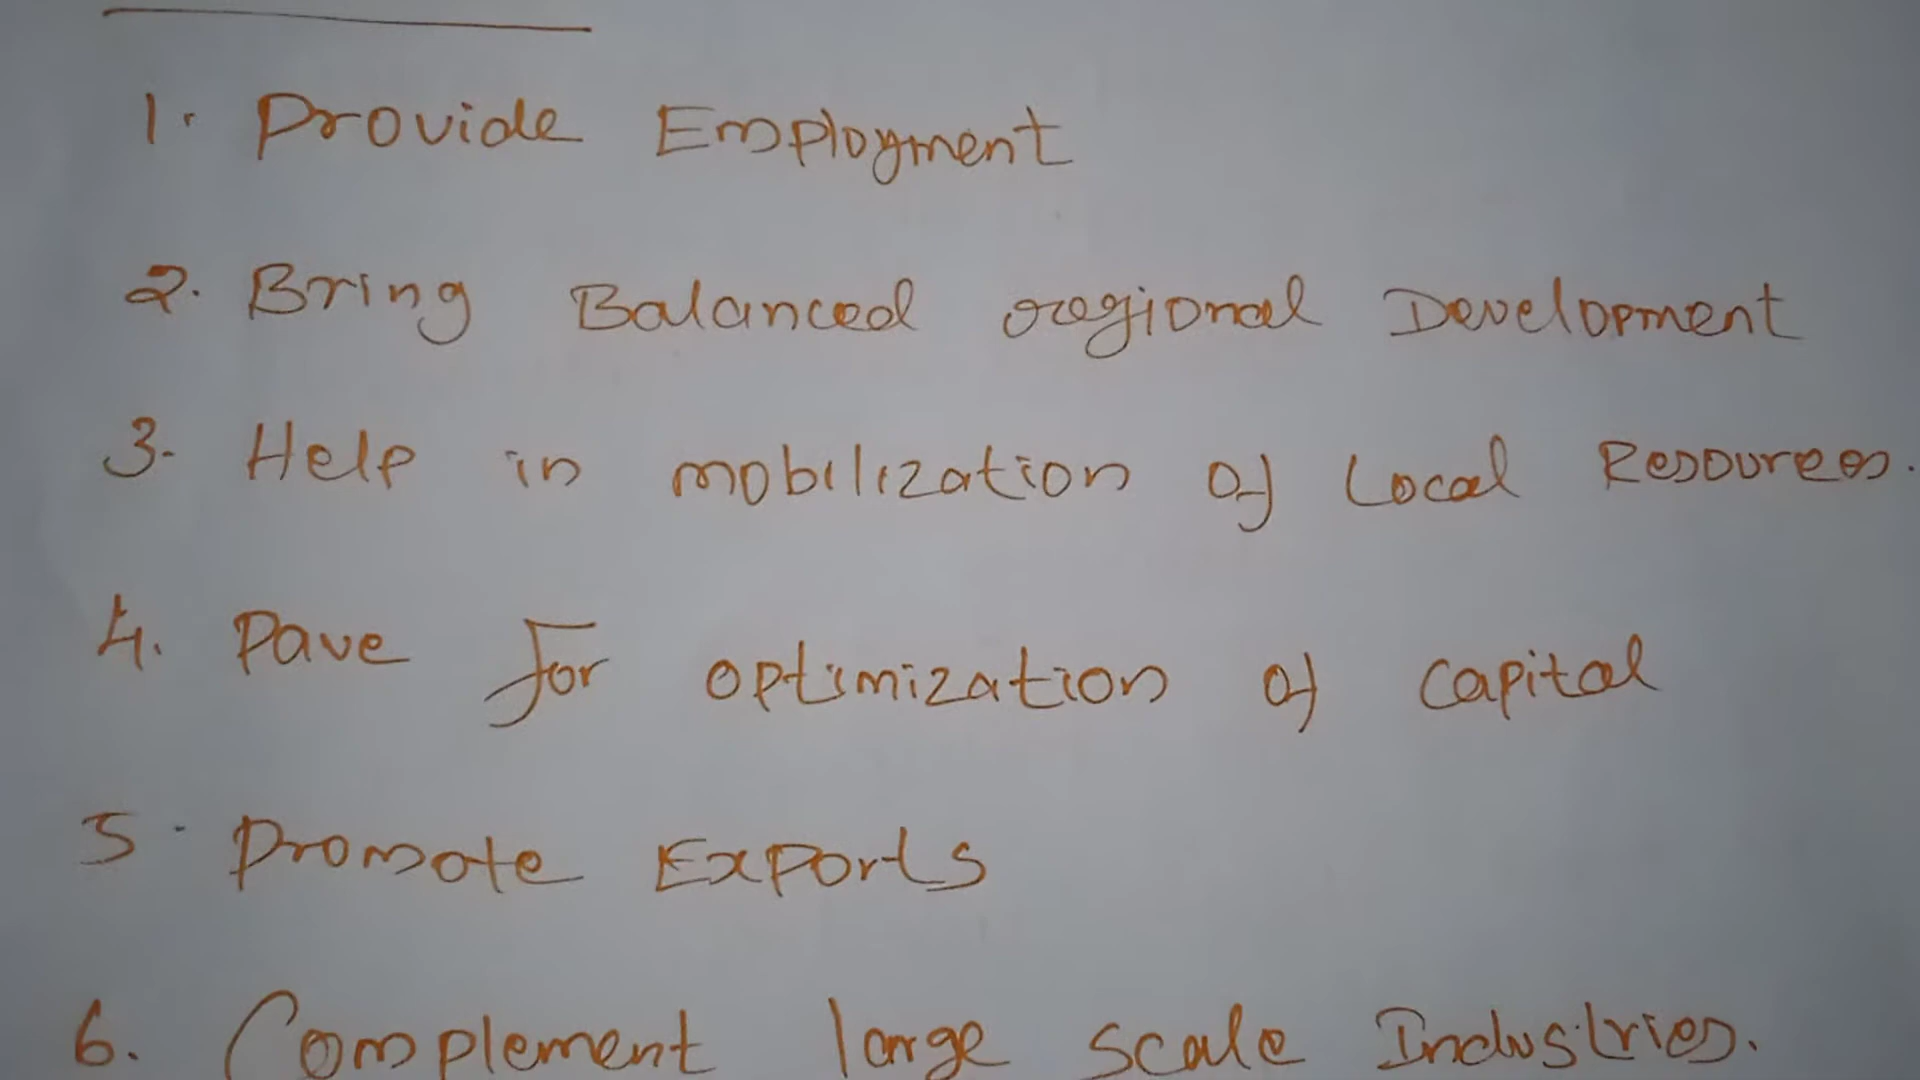 1. Provide Employment
2. Bring Balanced regional Development
3. Help in mobilization of Local Resources.
4. Pave for optimization of capital
5. Promote Exports
6. Complement large scale Industries.